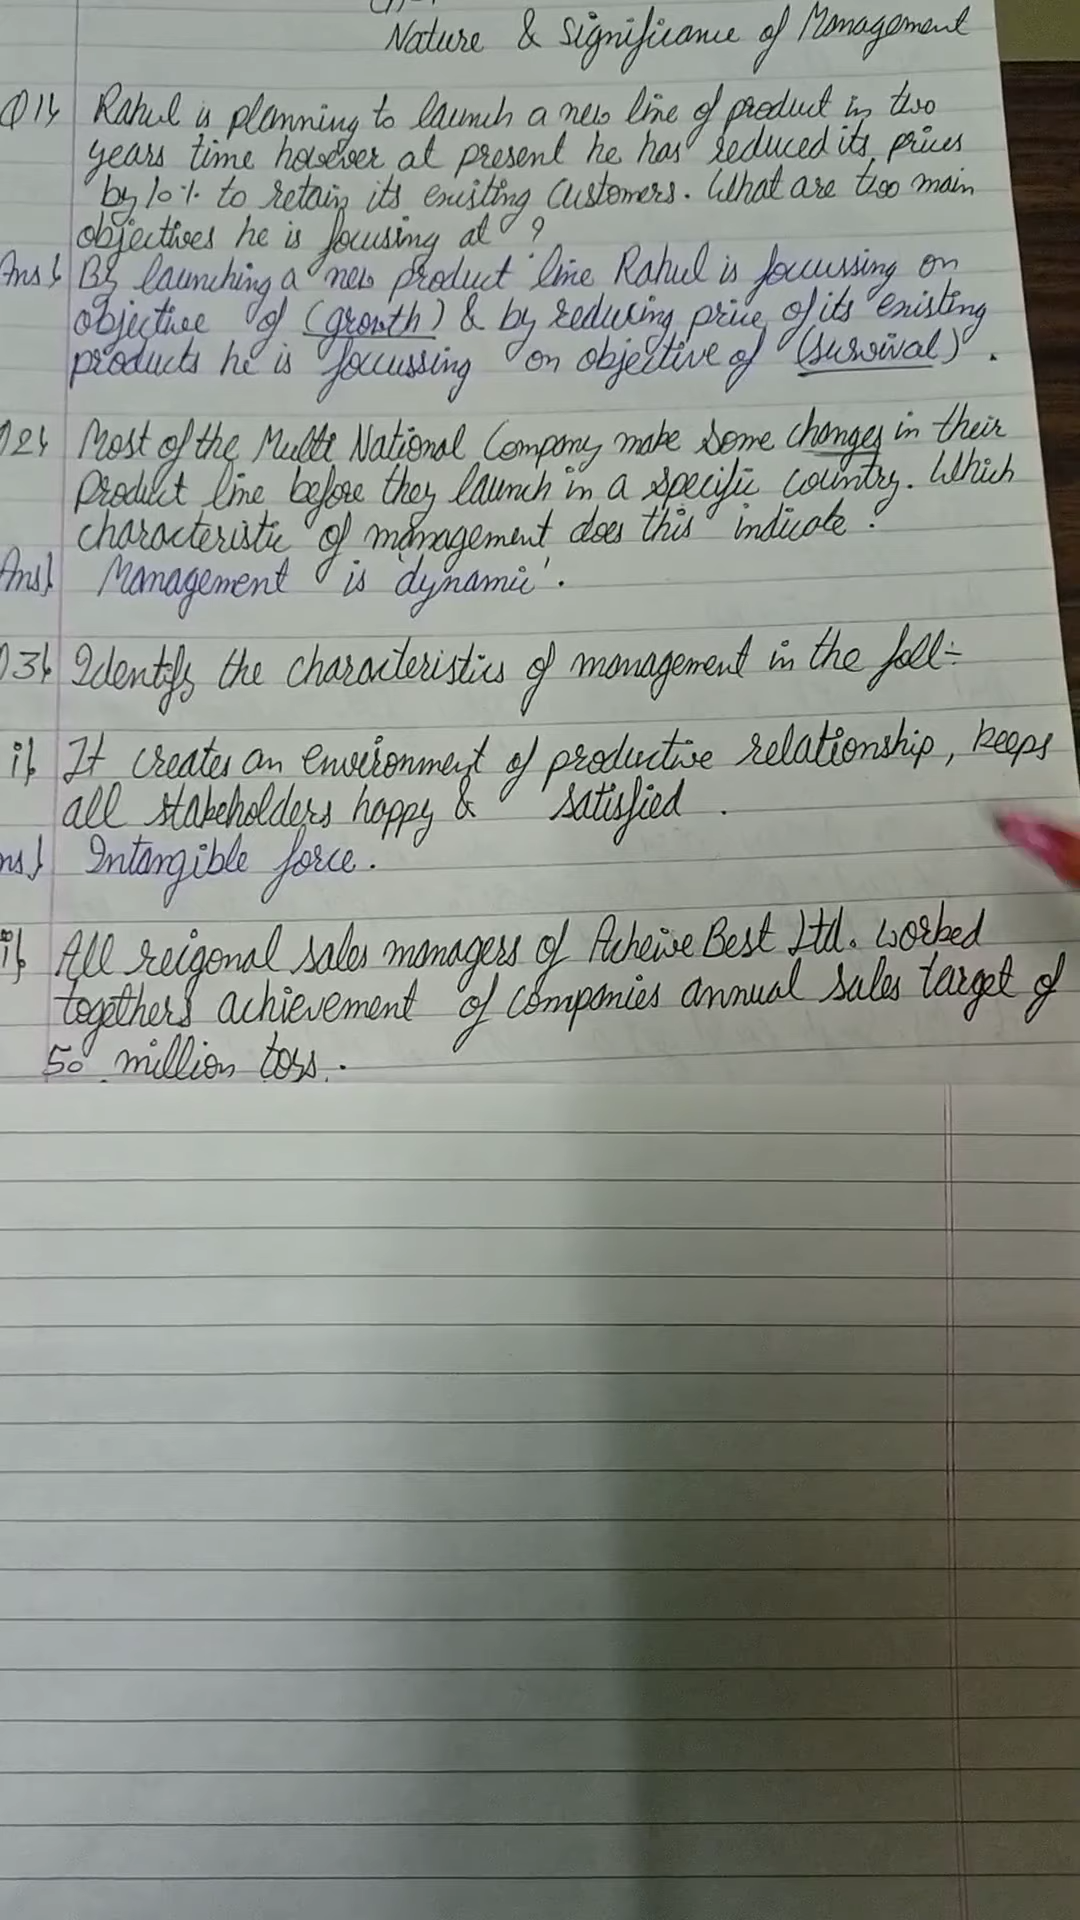 Nature & Significance of Management
Q1} Rahul is planning to launch a new line of product in two
years time however at present he has reduced its prices
by 10% to retain its existing customers. What are two main
objectives he is focusing at ?
Ans} By launching a new product line Rahul is focussing on
objective of (growth) & by reducing price of its existing
products he is focussing on objective of (survival).
Q2} Most of the Multi National Company make some changes in their
Product line before they launch in a specific country. Which
characteristic of management does this indicate.
Ans} Management is 'dynamic'.
Q3} Identify the characteristics of management in the foll÷
i} It creates an environment of productive relationship, keeps
all stakeholders happy & satisfied.
ns} Intangible force.
ii} All reigonal sales managers of Acheive Best Ltd. worked
achievement of companies annual sales target of
50 million